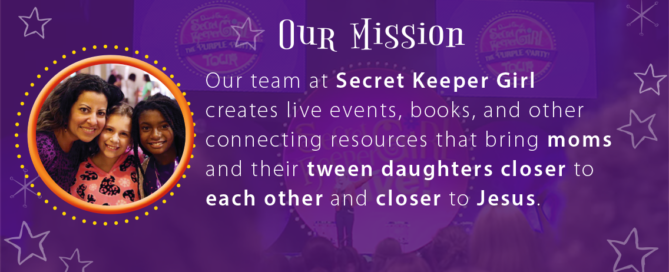 Our Mission
Our team at Secret Keeper Girl
creates live events, books, and other
connecting resources that bring moms
and their tween daughters closer to
each other and closer to Jesus.